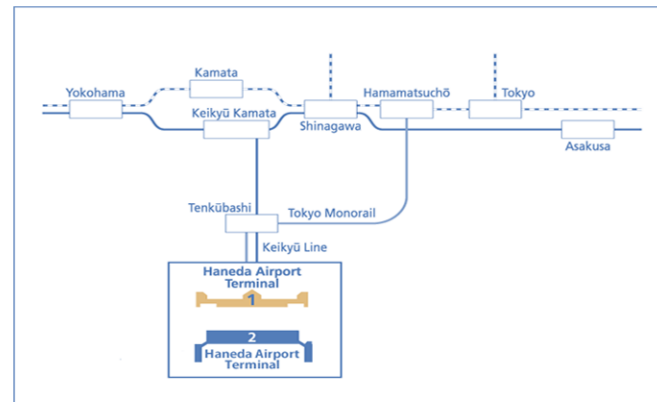 Kamata
Yokohama
Hamamatsuchō
Tokyo
Keikyū Kamata
Shinagawa
Asakusa
Tenkūbashi
Tokyo Monorail
Keikyū Line
Haneda Airport
Terminal
1
2
Haneda Airport
Terminal